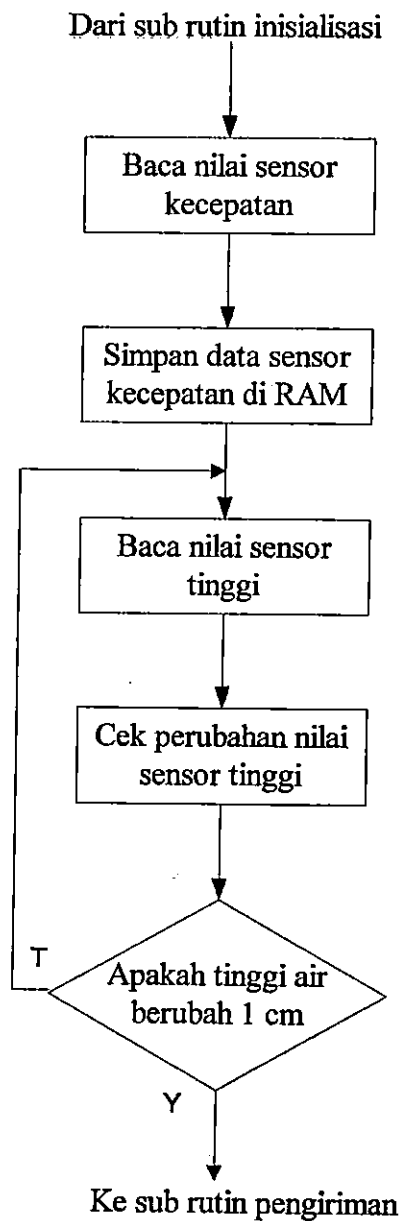 Dari sub rutin inisialisasi
Baca nilai sensor
kecepatan
Simpan data sensor
kecepatan di RAM
Baca nilai sensor
tinggi
Cek perubahan nilai
sensor tinggi
T
Apakah tinggi air
berubah 1 cm
Y
Ke sub rutin pengiriman